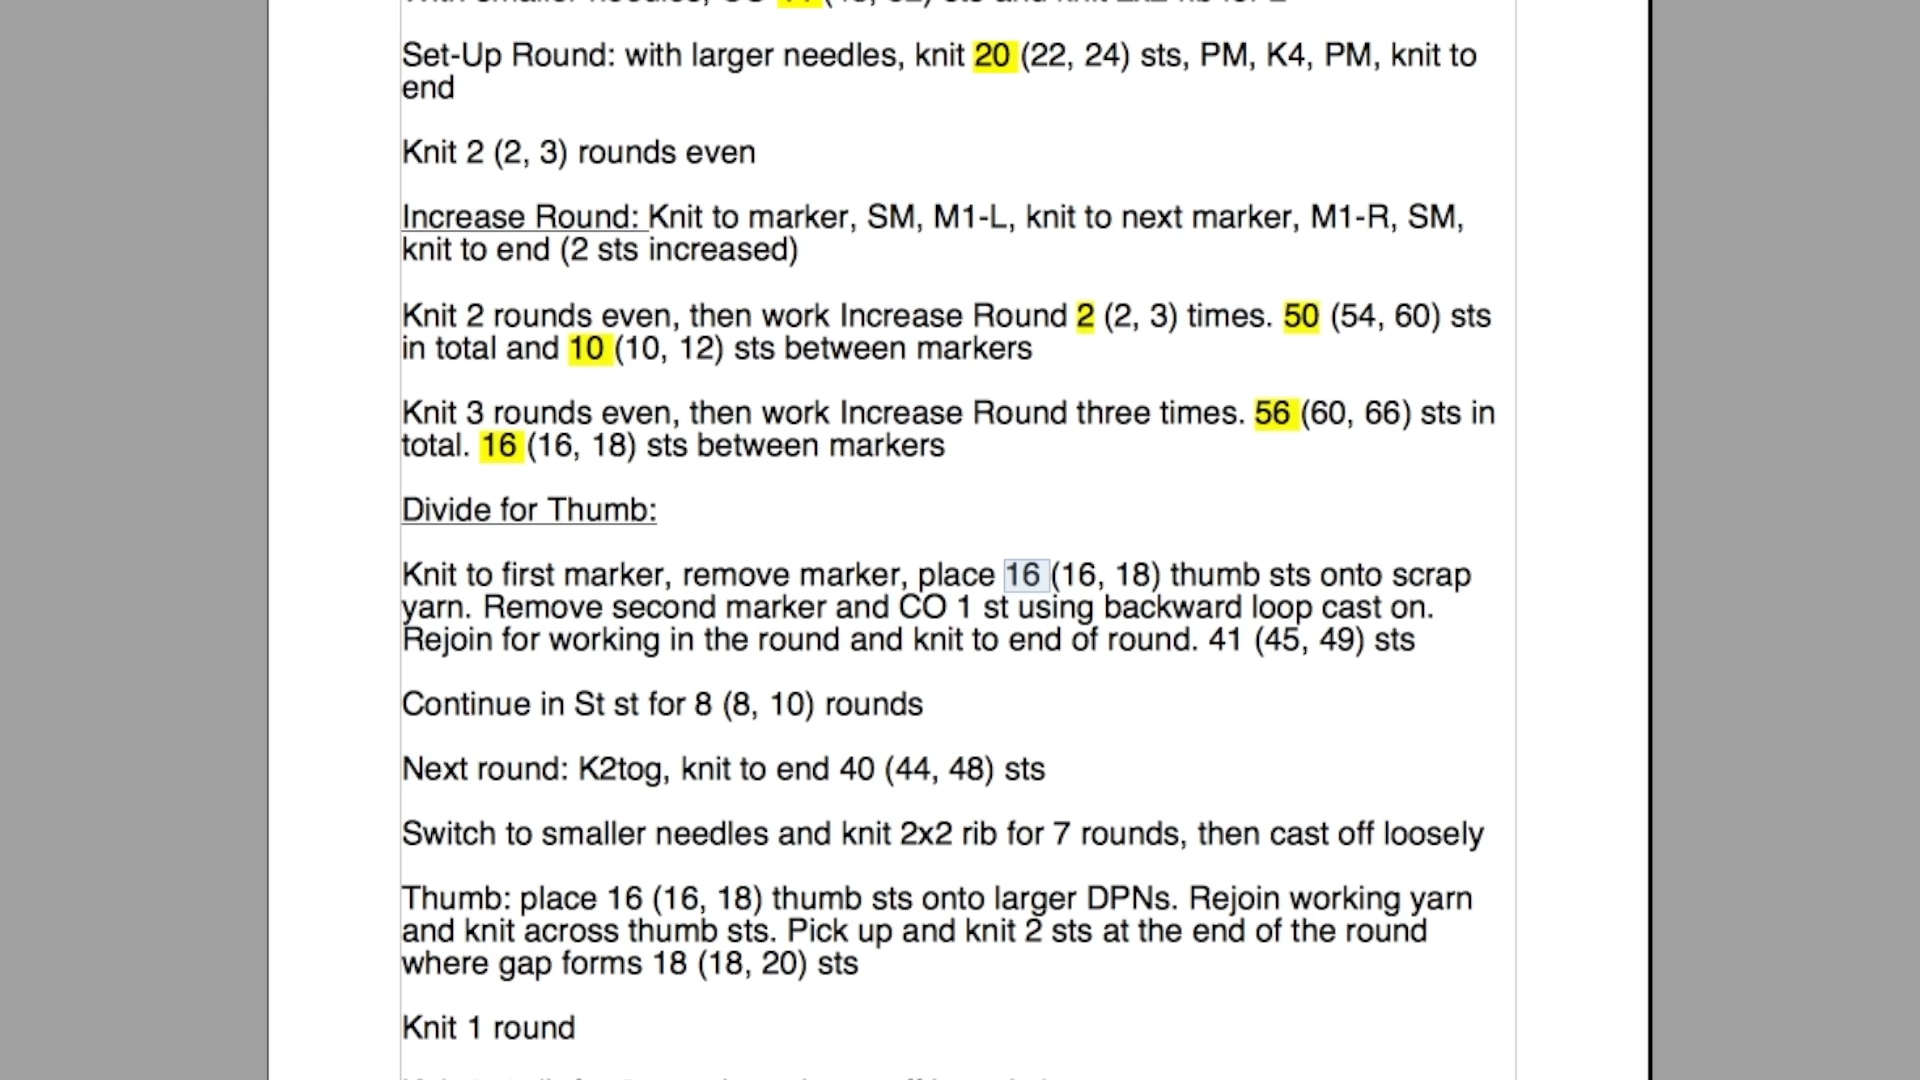 Set-Up Round: with larger needles, knit 20 (22, 24) sts, PM, K4, PM, knit to
end
Knit 2 (2, 3) rounds even
Increase Round: Knit to marker, SM, M1-L, knit to next marker, M1-R, SM,
knit to end (2 sts increased)
Knit 2 rounds even, then work Increase Round 2 (2, 3) times. 50 (54, 60) sts
in total and 10 (10, 12) sts between markers
Knit 3 rounds even, then work Increase Round three times. 56 (60, 66) sts in
total. 16 (16, 18) sts between markers
Divide for Thumb:
Knit to first marker, remove marker, place 16 (16, 18) thumb sts onto scrap
yarn. Remove second marker and CO 1 st using backward loop cast on.
Rejoin for working in the round and knit to end of round. 41 (45, 49) sts
Continue in St st for 8 (8, 10) rounds
Next round: K2tog, knit to end 40 (44, 48) sts
Switch to smaller needles and knit 2x2 rib for 7 rounds, then cast off loosely
Thumb: place 16 (16, 18) thumb sts onto larger DPNs. Rejoin working yarn
and knit across thumb sts. Pick up and knit 2 sts at the end of the round
where gap forms 18 (18, 20) sts
Knit 1 round